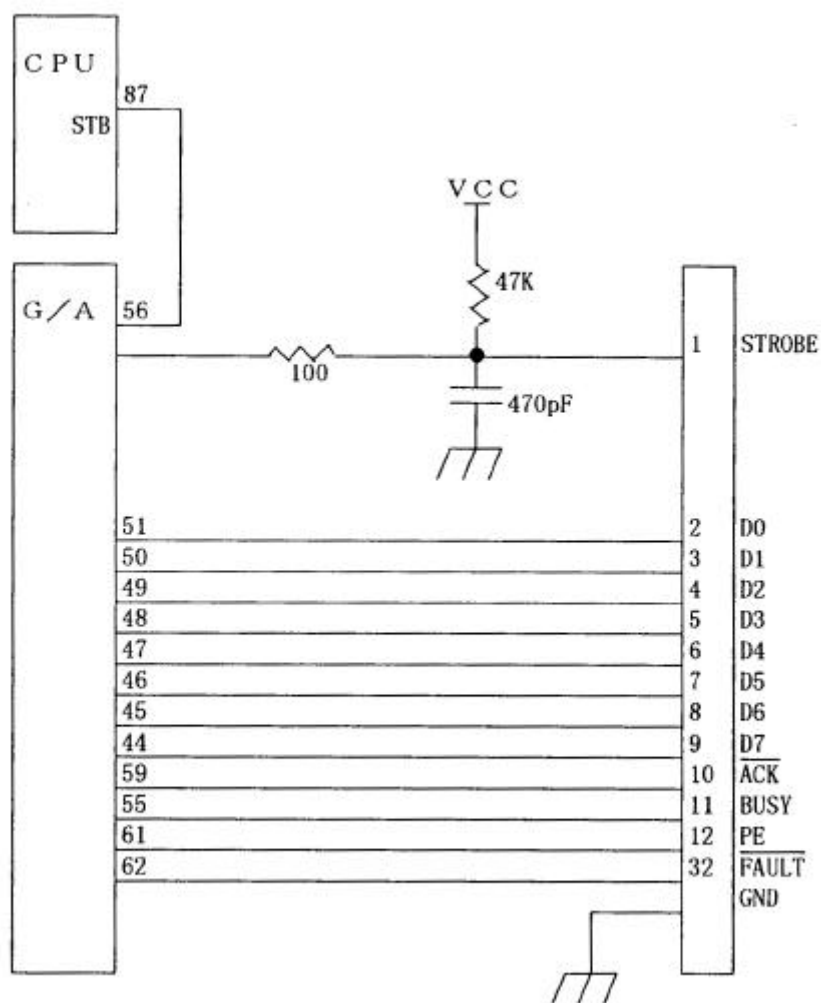 CPU
87
STB
VCC
47K
G/A
56
1 STROBE
100
470pF
51 2 D0
50 3 D1
49 4 D2
48 5 D3
47 6 D4
46 7 D5
45 8 D6
44 9 D7
59 10 A̅C̅K̅
55 11 BUSY
61 12 PE
62 32 F̅A̅U̅L̅T̅
GND